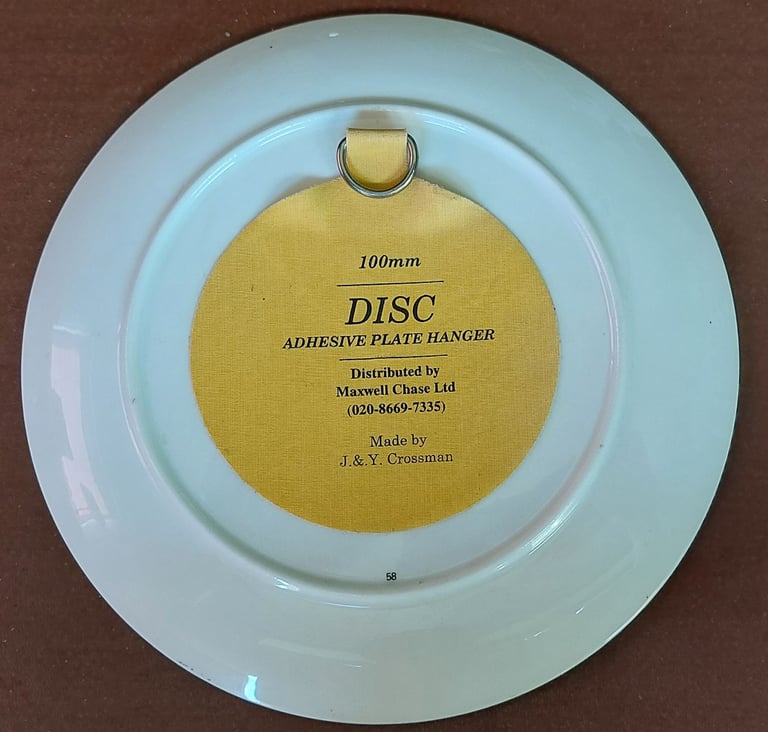 100mm
DISC
ADHESIVE PLATE HANGER
Distributed by
Maxwell Chase Ltd
(020-8669-7335)
Made by
J.&.Y. Crossman
58